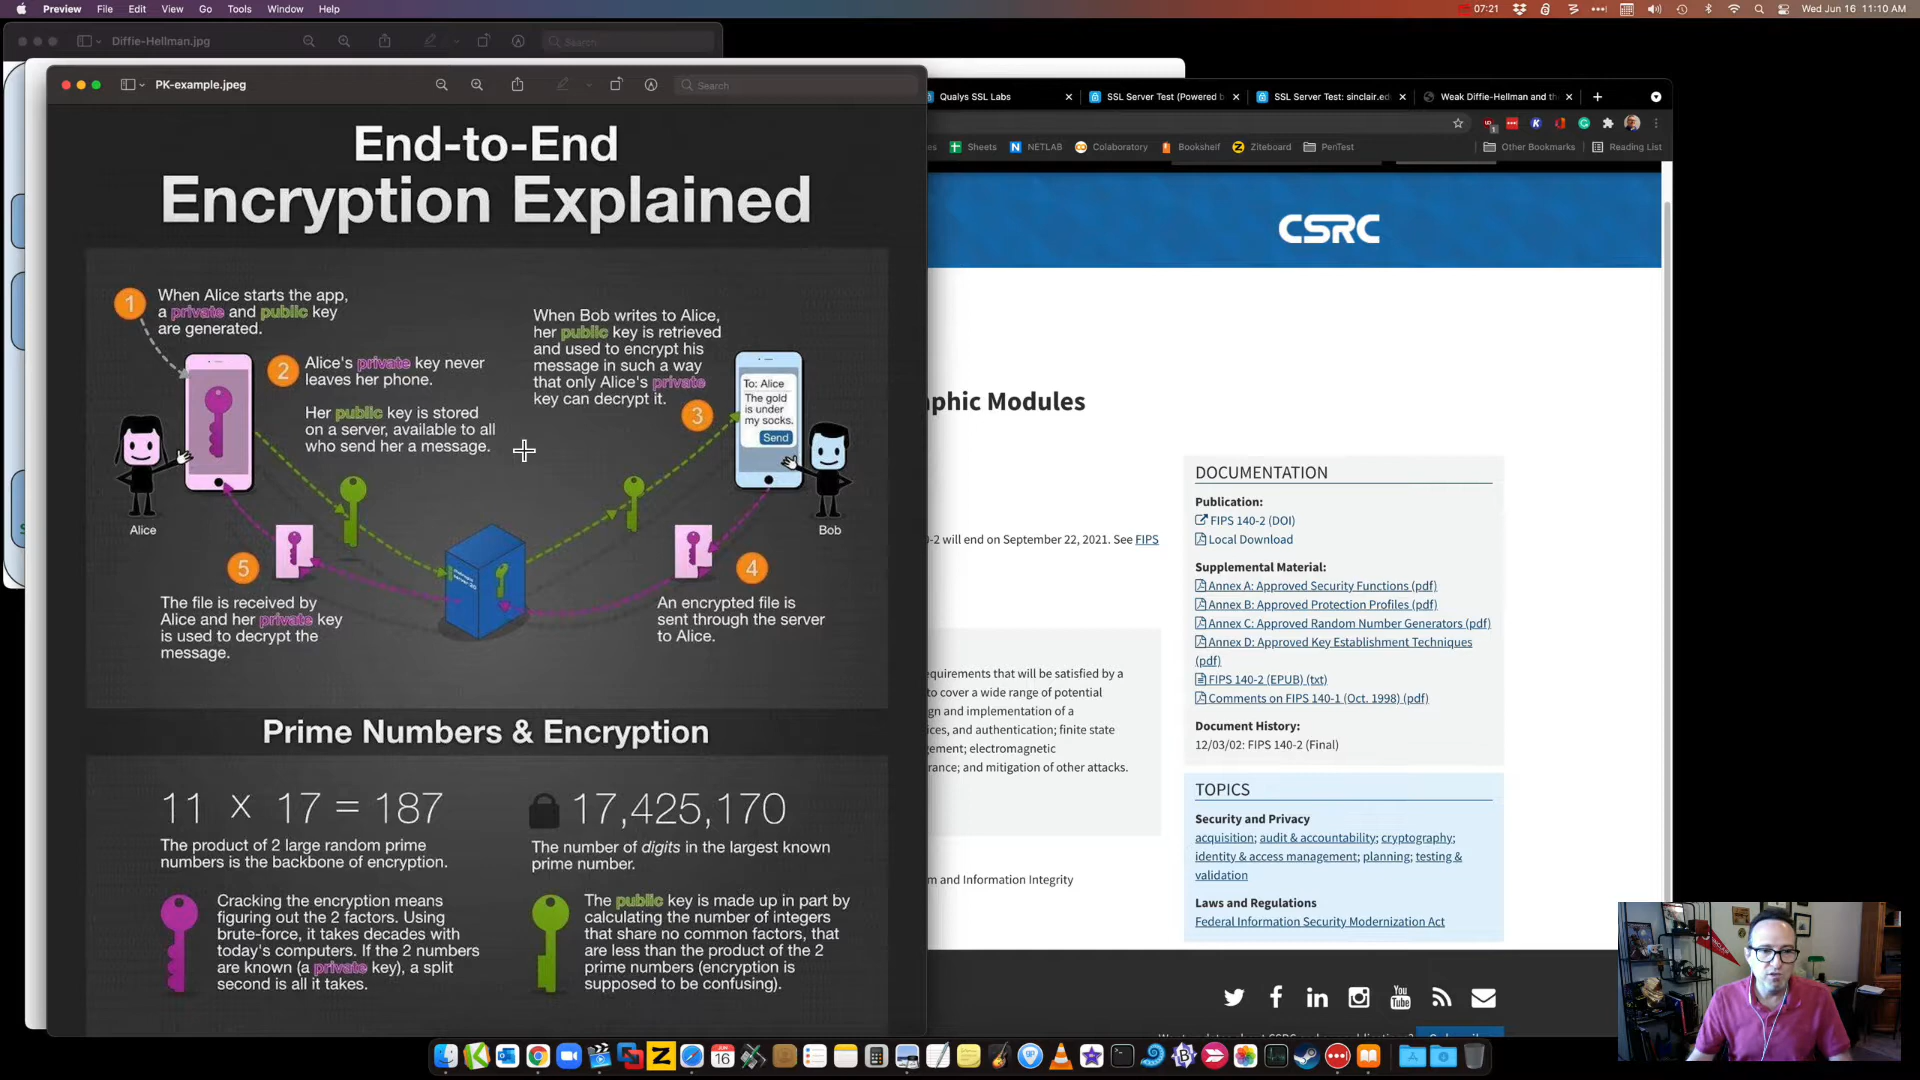 Preview File Edit View Go Tools Window Help
07:21 Wed Jun 16 11:10 AM
Diffie-Hellman.jpg
Search
PK-example.jpeg
Search
Qualys SSL Labs
SSL Server Test (Powered b
SSL Server Test: sinclair.ed
Weak Diffie-Hellman and th
Sheets NETLAB Colaboratory Bookshelf Ziteboard PenTest Other Bookmarks Reading List
End-to-End
Encryption Explained
1
When Alice starts the app,
a private and public key
are generated.
2
Alice's private key never
leaves her phone.
Her public key is stored
on a server, available to all
who send her a message.
When Bob writes to Alice,
her public key is retrieved
and used to encrypt his
message in such a way
that only Alice's private
key can decrypt it.
3
To: Alice
The gold
is under
my socks.
Send
Alice
Bob
5
The file is received by
Alice and her private key
is used to decrypt the
message.
4
An encrypted file is
sent through the server
to Alice.
Prime Numbers & Encryption
11 x 17 = 187
The product of 2 large random prime
numbers is the backbone of encryption.
17,425,170
The number of digits in the largest known
prime number.
Cracking the encryption means
figuring out the 2 factors. Using
brute-force, it takes decades with
today's computers. If the 2 numbers
are known (a private key), a split
second is all it takes.
The public key is made up in part by
calculating the number of integers
that share no common factors, that
are less than the product of the 2
prime numbers (encryption is
supposed to be confusing).
CSRC
aphic Modules
0-2 will end on September 22, 2021. See FIPS
equirements that will be satisfied by a
to cover a wide range of potential
gn and implementation of a
ices, and authentication; finite state
gement; electromagnetic
rance; and mitigation of other attacks.
m and Information Integrity
DOCUMENTATION
Publication:
FIPS 140-2 (DOI)
Local Download
Supplemental Material:
Annex A: Approved Security Functions (pdf)
Annex B: Approved Protection Profiles (pdf)
Annex C: Approved Random Number Generators (pdf)
Annex D: Approved Key Establishment Techniques
(pdf)
FIPS 140-2 (EPUB) (txt)
Comments on FIPS 140-1 (Oct. 1998) (pdf)
Document History:
12/03/02: FIPS 140-2 (Final)
TOPICS
Security and Privacy
acquisition; audit & accountability; cryptography;
identity & access management; planning; testing &
validation
Laws and Regulations
Federal Information Security Modernization Act
You
Tube